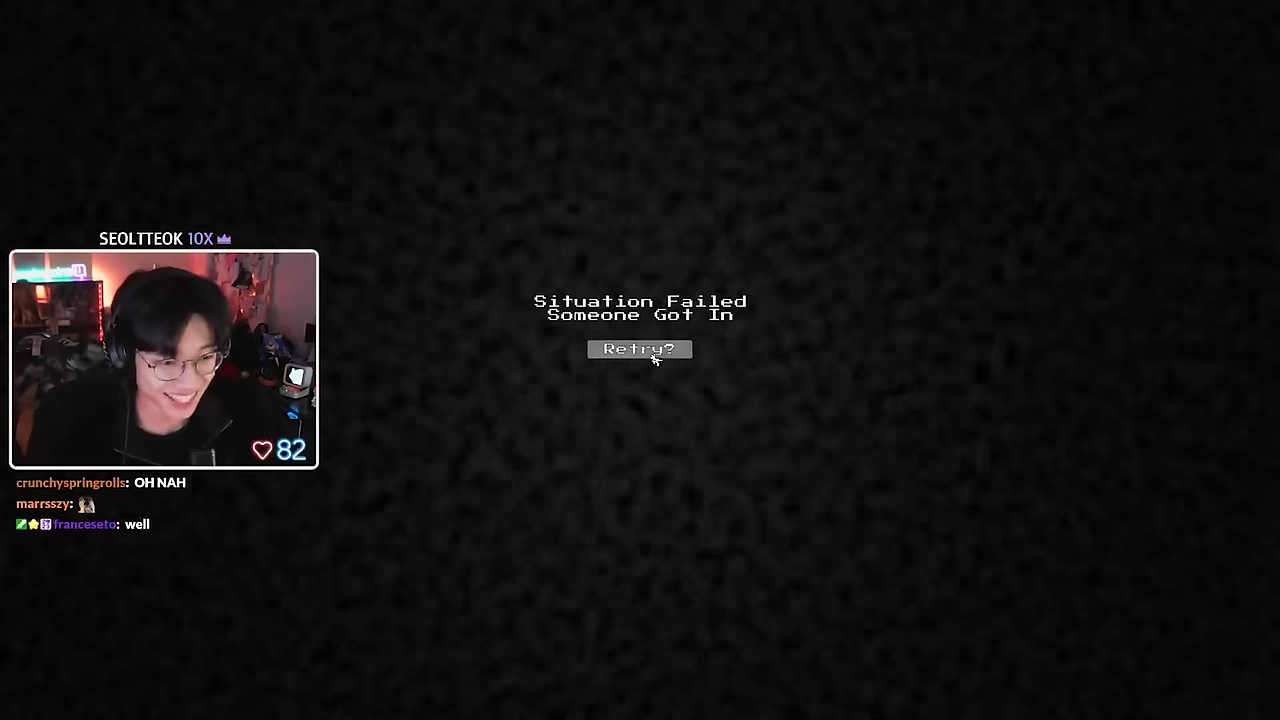 SEOLTTEOK 10X
Situation Failed
Someone Got In
Retry?
82
crunchyspringrolls: OH NAH
marrsszy:
franceseto: well